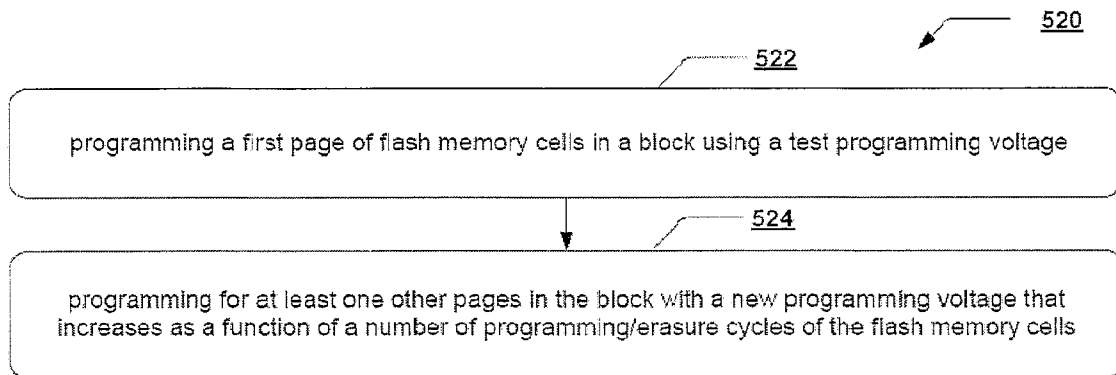 520
522
programming a first page of flash memory cells in a block using a test programming voltage
524
programming for at least one other pages in the block with a new programming voltage that
increases as a function of a number of programming/erasure cycles of the flash memory cells